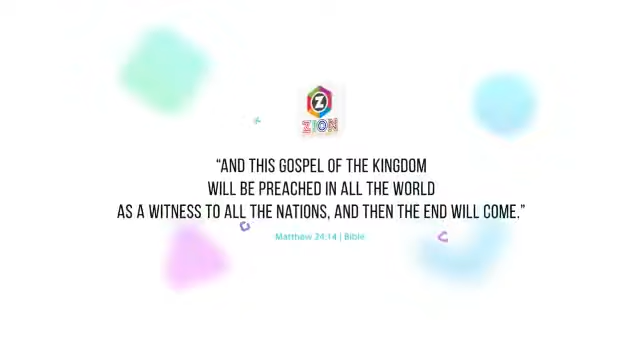 Z
ZION
“AND THIS GOSPEL OF THE KINGDOM
WILL BE PREACHED IN ALL THE WORLD
AS A WITNESS TO ALL THE NATIONS, AND THEN THE END WILL COME.”
Matthew 24:14 | Bible